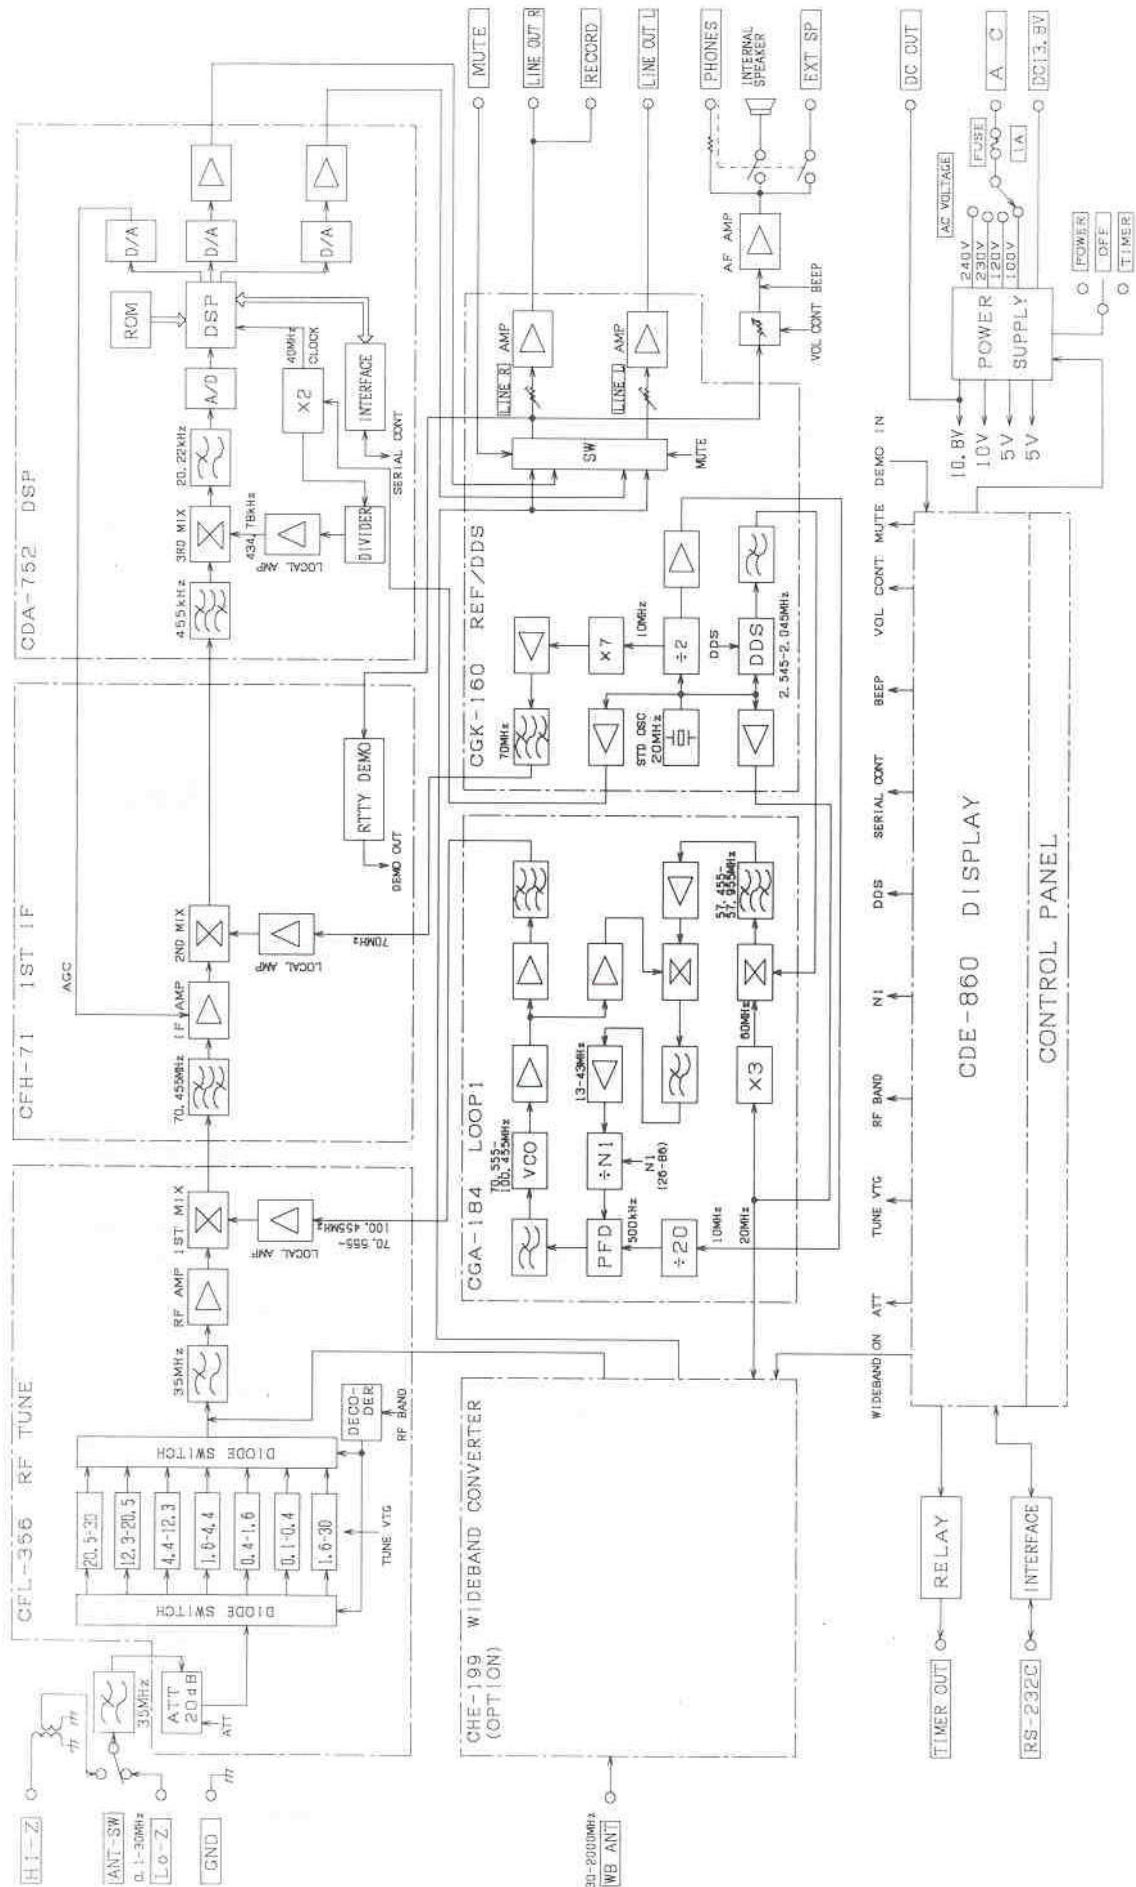 CFL-356 RF TUNE
HI-Z
ANT-SW
0.1-30MHz
Lo-Z
GND
35MHz
ATT
20dB
ATT
DIODE SWITCH
20.5-30
12.3-20.5
4.4-12.3
1.6-4.4
0.4-1.6
0.1-0.4
1.6-30
TUNE VTG
DIODE SWITCH
DECO-
DER
RF BAND
35MHz
RF AMP
1ST MIX
LOCAL AMP
70.555~
100.455MHz
CFH-71 1ST IF
70.455MHz
IF AMP
AGC
2ND MIX
LOCAL AMP
70MHz
RTTY DEMO
DEMO OUT
CDA-752 DSP
455kHz
3RD MIX
434.78kHz
LOCAL AMP
DIVIDER
20.22kHz
A/D
X2
40MHz
CLOCK
INTERFACE
SERIAL CONT
ROM
DSP
D/A
D/A
D/A
CHE-199 WIDEBAND CONVERTER
(OPTION)
30-2000MHz
WB ANT
CGA-184 LOOP1
70.555-
100.455MHz
VCO
PFD
÷N1
N1
(26-86)
13-43MHz
500kHz
÷20
10MHz
20MHz
X3
60MHz
57.455-
57.955MHz
CGK-160 REF/DDS
70MHz
X7
10MHz
STD OSC
20MHz
÷2
DDS
DDS
2.545-2.045MHz
SW
MUTE
LINE R
AMP
LINE L
AMP
VOL CONT
BEEP
AF AMP
MUTE
LINE OUT R
RECORD
LINE OUT L
PHONES
INTERNAL
SPEAKER
EXT SP
CDE-860 DISPLAY
CONTROL PANEL
WIDEBAND ON
ATT
TUNE VTG
RF BAND
N1
DDS
SERIAL CONT
BEEP
VOL CONT
MUTE
DEMO IN
RELAY
TIMER OUT
INTERFACE
RS-232C
10.8V
10V
5V
5V
POWER
SUPPLY
240V
230V
120V
100V
AC VOLTAGE
FUSE
1A
DC OUT
A C
DC13.8V
POWER
OFF
TIMER